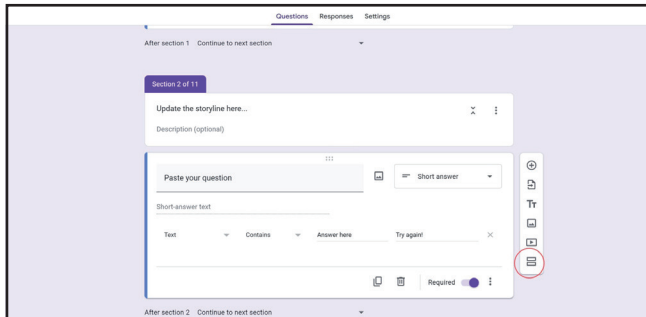 Questions Responses Settings
After section 1 Continue to next section
Section 2 of 11
Update the storyline here...
Description (optional)
Paste your question
Short answer
Short-answer text
Text Contains Answer here Try again!
Required
After section 2 Continue to next section